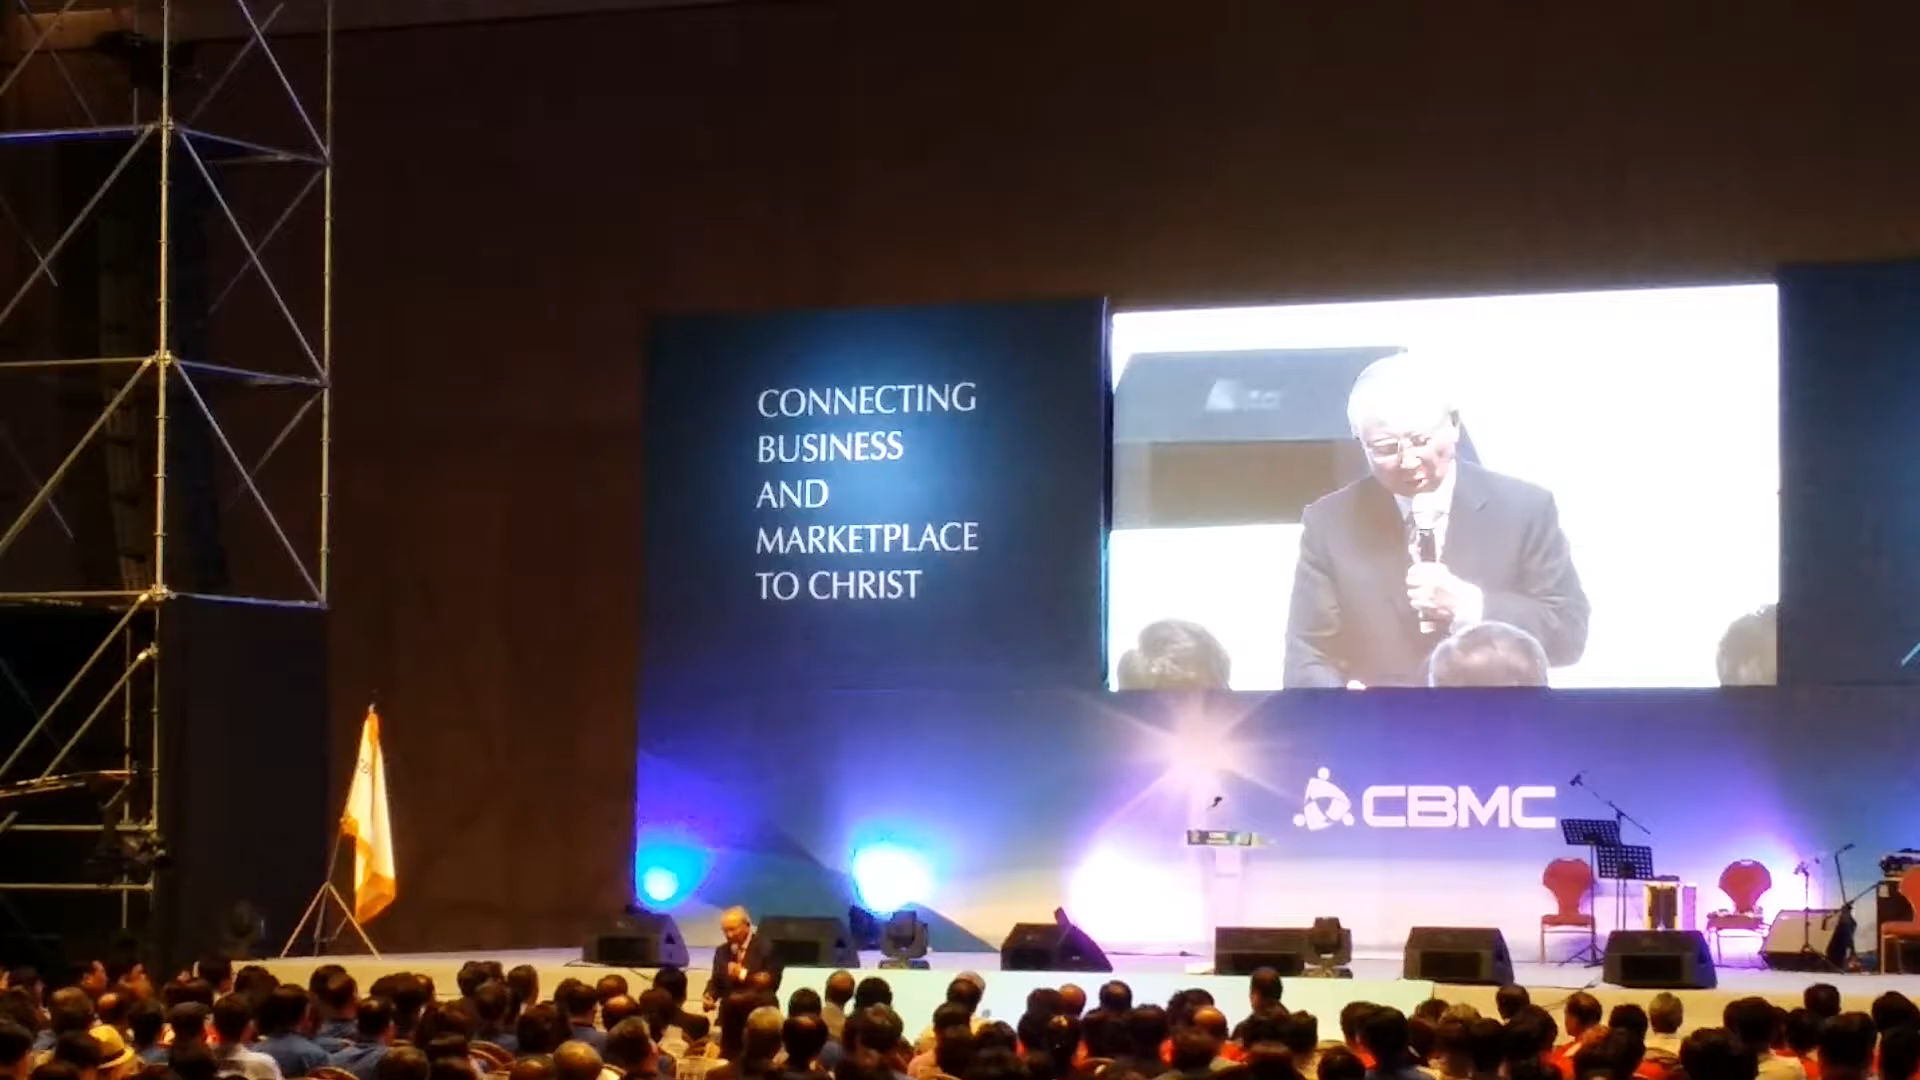 CONNECTING
BUSINESS
AND
MARKETPLACE
TO CHRIST
CBMC